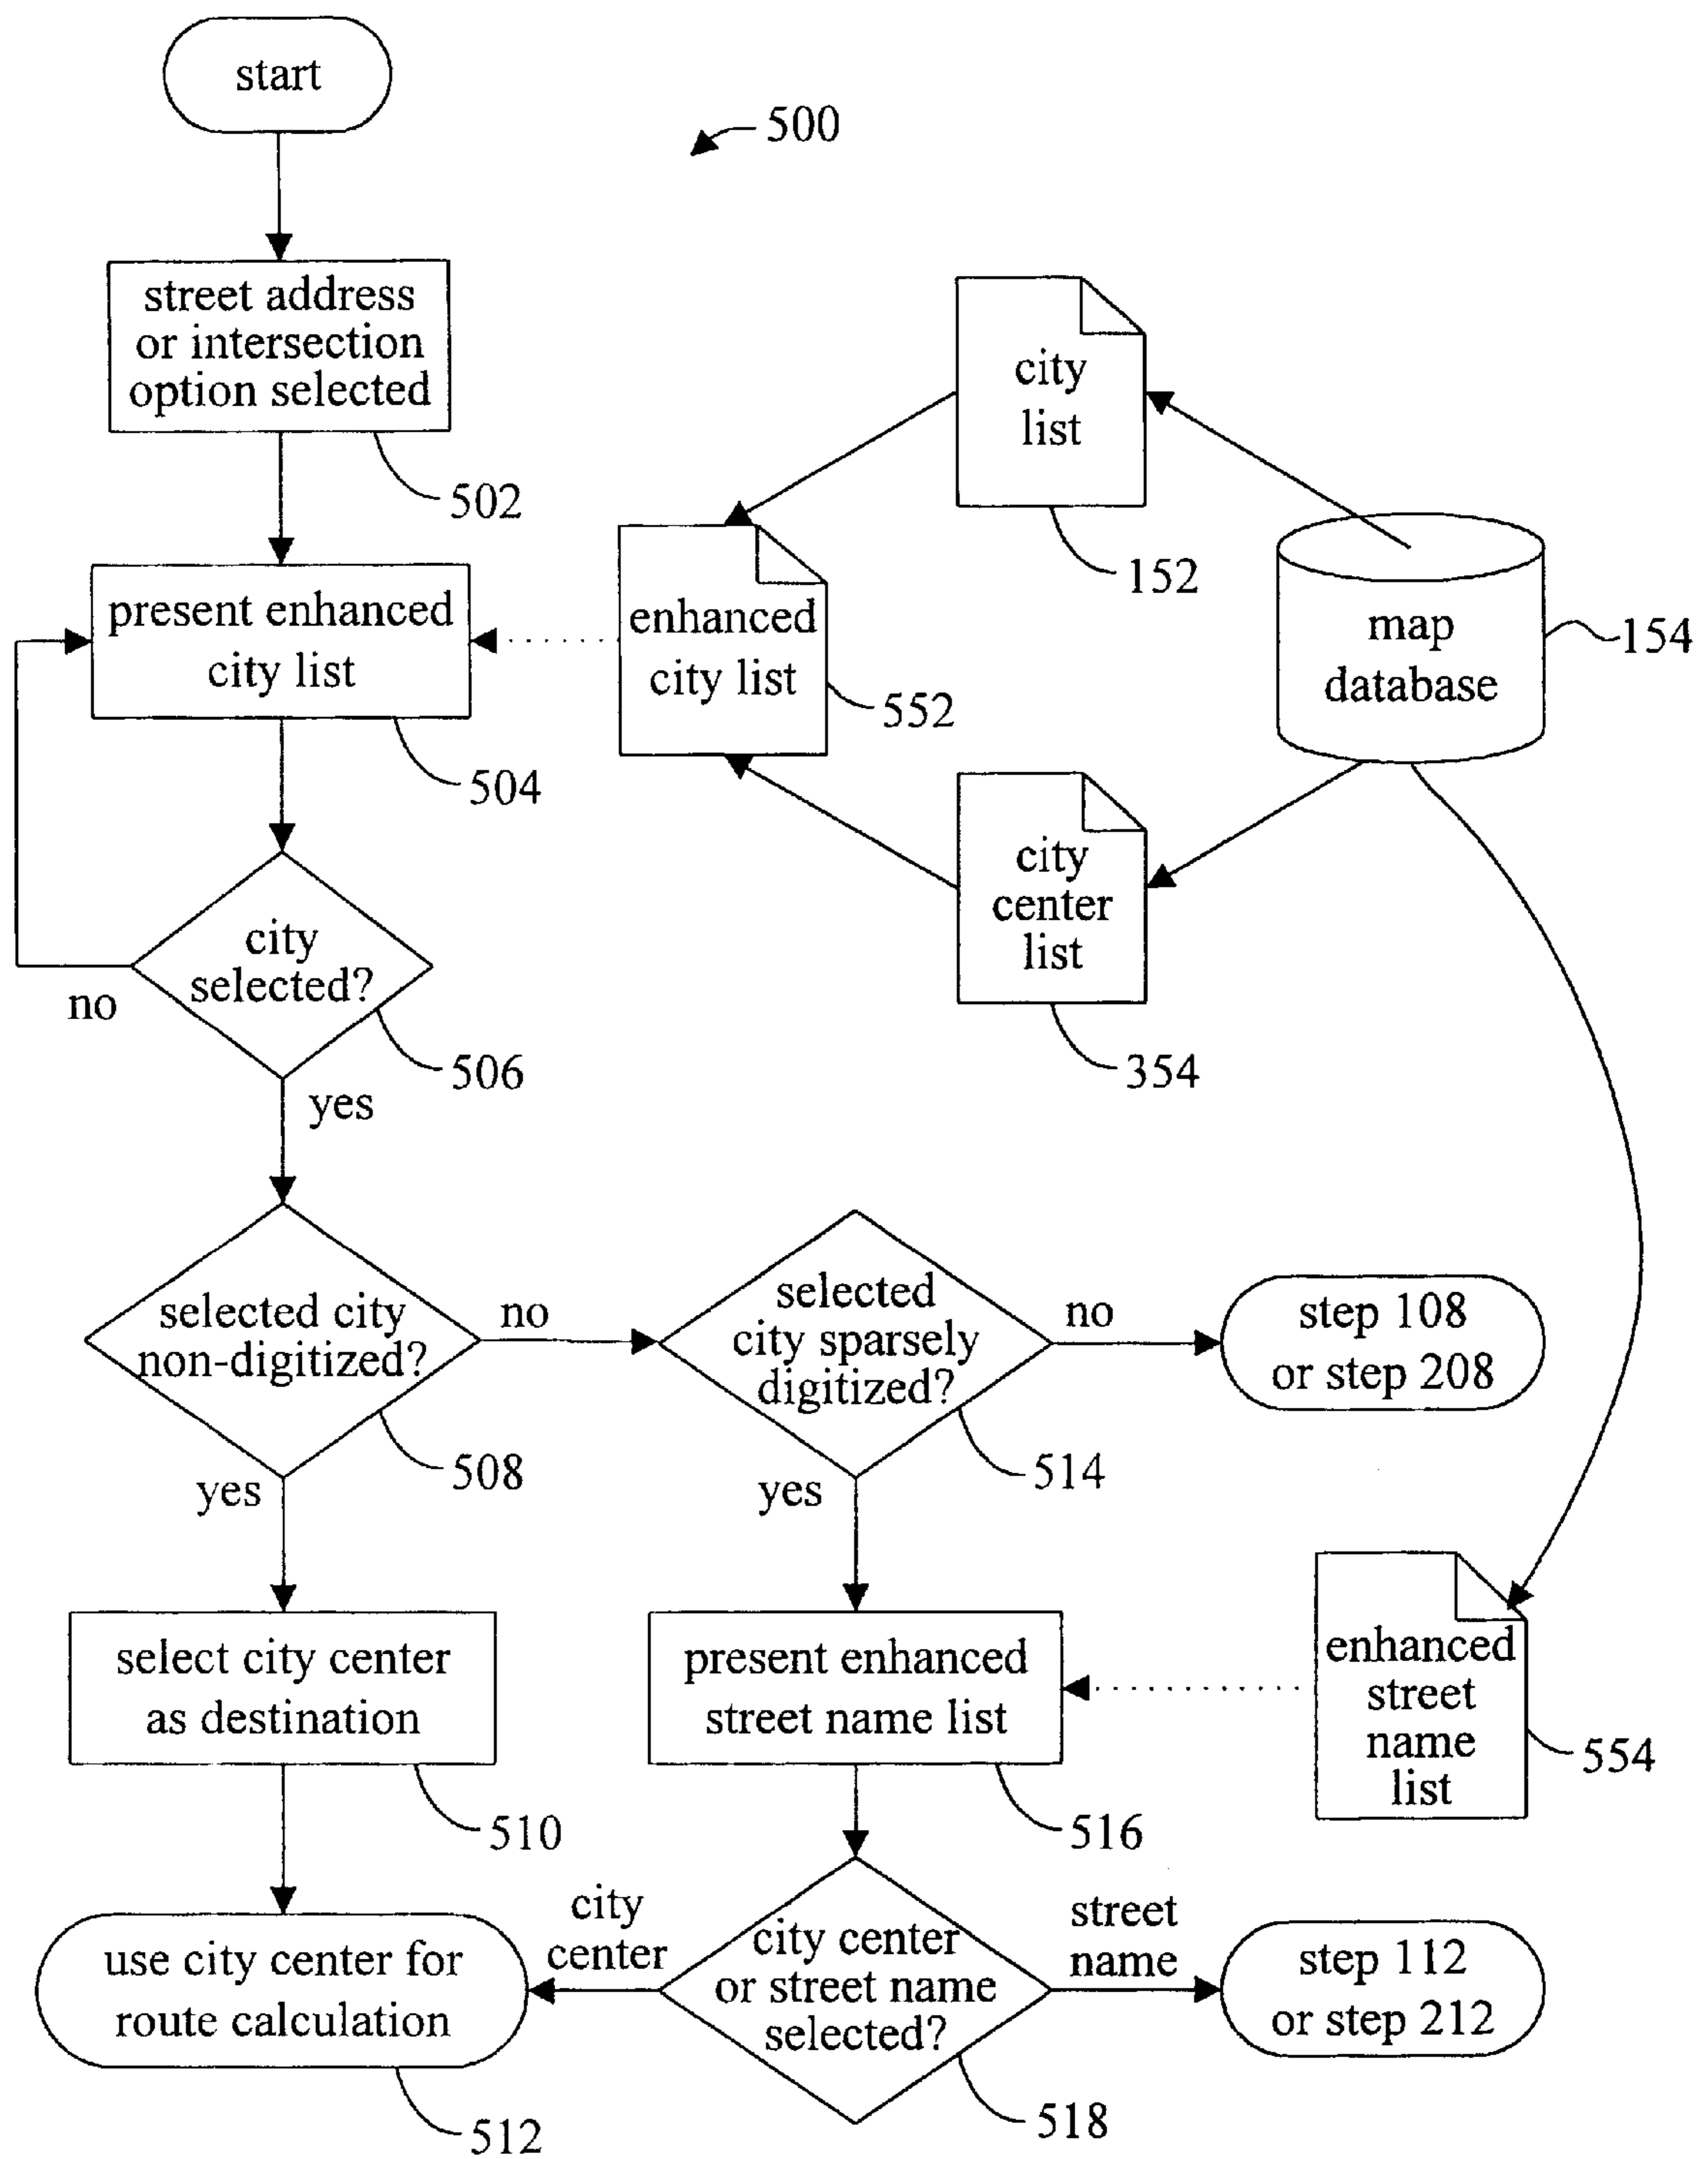 start
500
street address
or intersection
option selected
502
city
list
152
present enhanced
city list
504
enhanced
city list
552
map
database
154
city
center
list
354
city
selected?
506
no
yes
selected city
non-digitized?
508
no
yes
selected
city sparsely
digitized?
514
no
yes
step 108
or step 208
select city center
as destination
510
present enhanced
street name list
516
enhanced
street
name
list
554
use city center for
route calculation
512
city
center
city center
or street name
selected?
518
street
name
step 112
or step 212